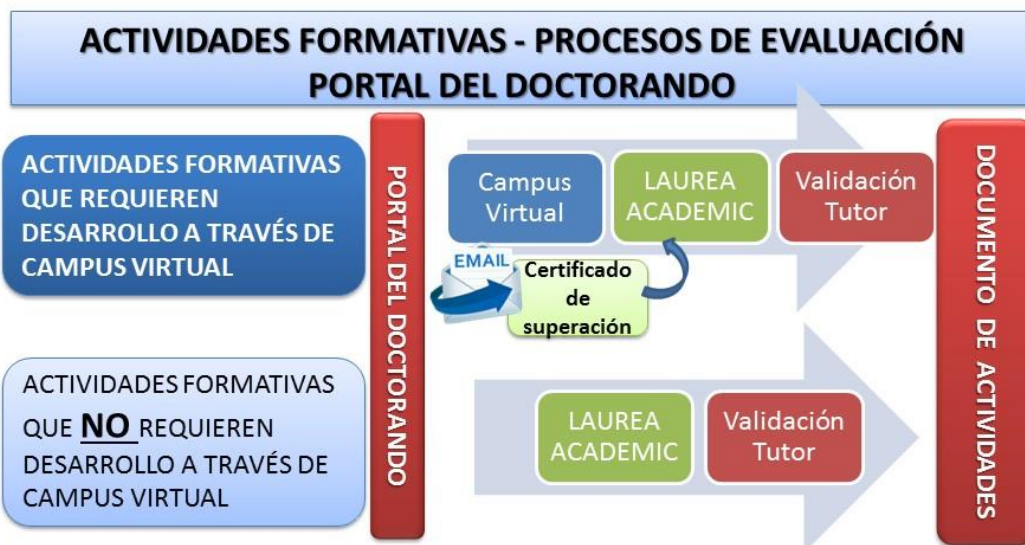 ACTIVIDADES FORMATIVAS - PROCESOS DE EVALUACIÓN
PORTAL DEL DOCTORANDO
ACTIVIDADES FORMATIVAS
QUE REQUIEREN
DESARROLLO A TRAVÉS DE
CAMPUS VIRTUAL
PORTAL DEL DOCTORANDO
Campus
Virtual
LAUREA
ACADEMIC
Validación
Tutor
EMAIL
Certificado
de
superación
DOCUMENTO DE ACTIVIDADES
ACTIVIDADES FORMATIVAS
QUE NO REQUIEREN
DESARROLLO A TRAVÉS DE
CAMPUS VIRTUAL
LAUREA
ACADEMIC
Validación
Tutor